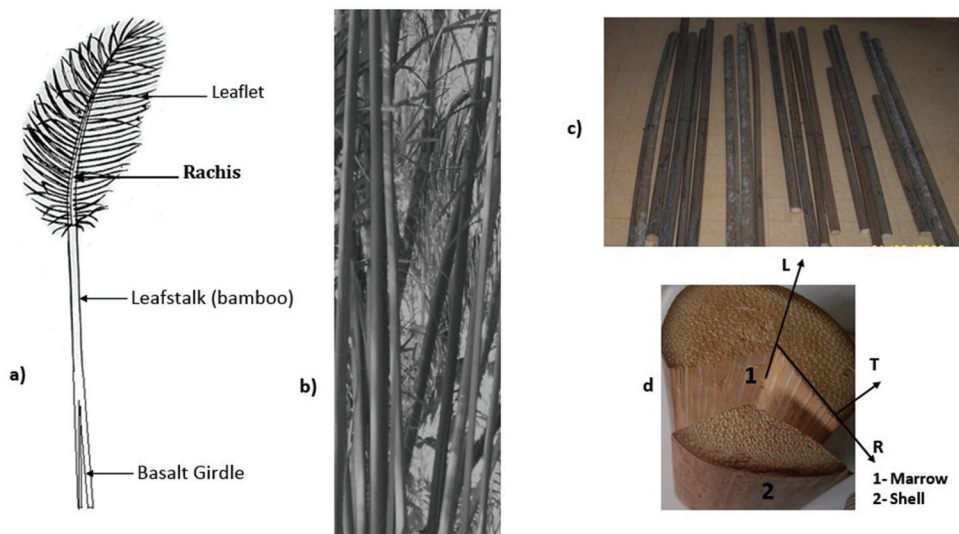 Leaflet
Rachis
Leafstalk (bamboo)
a)
Basalt Girdle
b)
c)
L
T
1
d
R
2
1- Marrow
2- Shell